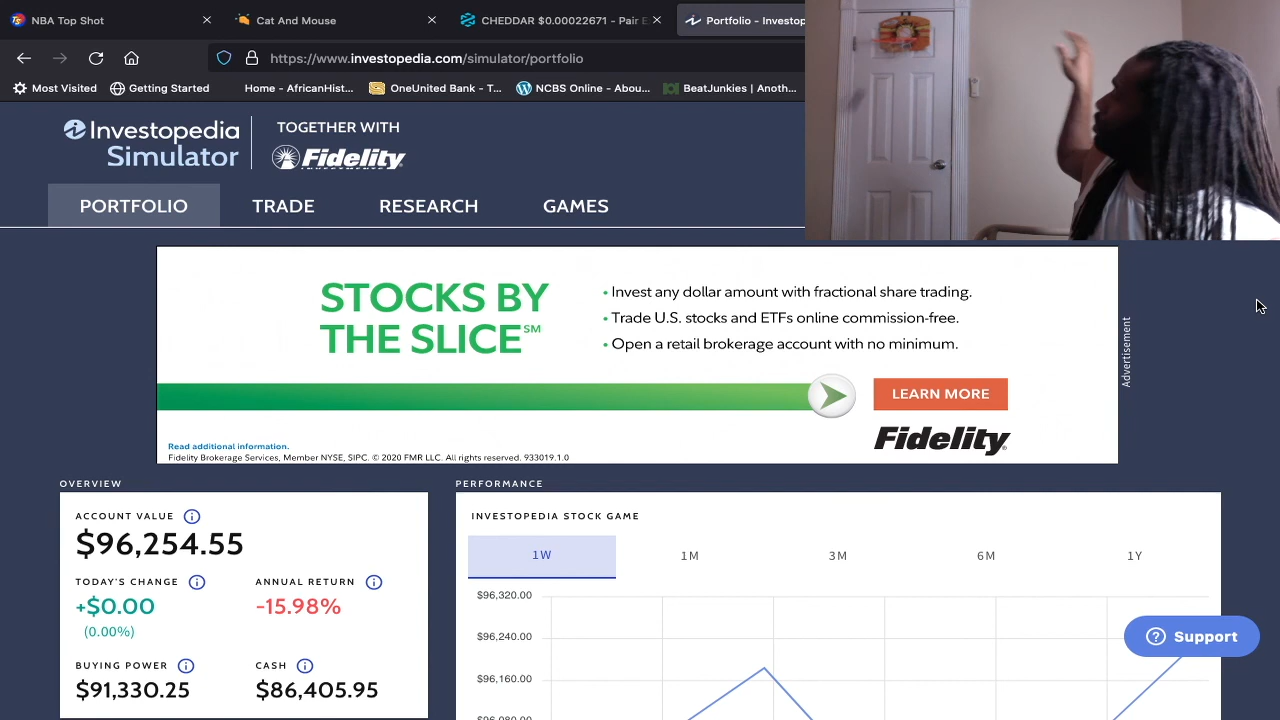 NBA Top Shot
Cat And Mouse
CHEDDAR $0.00022671 - Pair E
Portfolio - Investop
https://www.investopedia.com/simulator/portfolio
Most Visited
Getting Started
Home - AfricanHist...
OneUnited Bank - T...
NCBS Online - Abou...
BeatJunkies | Anoth...
Investopedia
Simulator
TOGETHER WITH
Fidelity
INVESTMENTS
PORTFOLIO
TRADE
RESEARCH
GAMES
STOCKS BY
THE SLICE℠
• Invest any dollar amount with fractional share trading.
• Trade U.S. stocks and ETFs online commission-free.
• Open a retail brokerage account with no minimum.
LEARN MORE
Fidelity
Read additional information.
Fidelity Brokerage Services, Member NYSE, SIPC. © 2020 FMR LLC. All rights reserved. 933019.1.0
Advertisement
OVERVIEW
ACCOUNT VALUE
$96,254.55
TODAY'S CHANGE
+$0.00
(0.00%)
ANNUAL RETURN
-15.98%
BUYING POWER
$91,330.25
CASH
$86,405.95
PERFORMANCE
INVESTOPEDIA STOCK GAME
1W
1M
3M
6M
1Y
$96,320.00
$96,240.00
$96,160.00
$96,080.00
Support